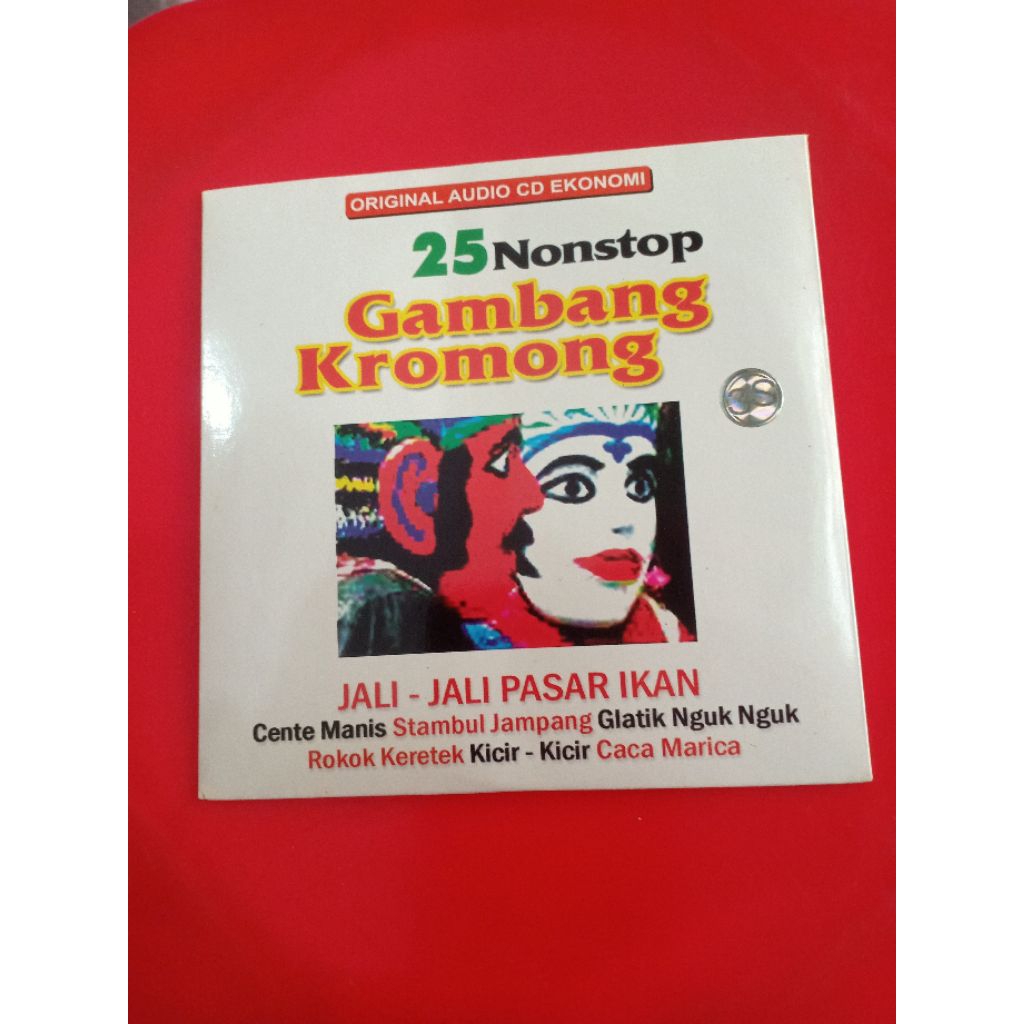 ORIGINAL AUDIO CD EKONOMI
25 Nonstop
Gambang
Kromong
JALI - JALI PASAR IKAN
Cente Manis Stambul Jampang Glatik Nguk Nguk
Rokok Keretek Kicir - Kicir Caca Marica